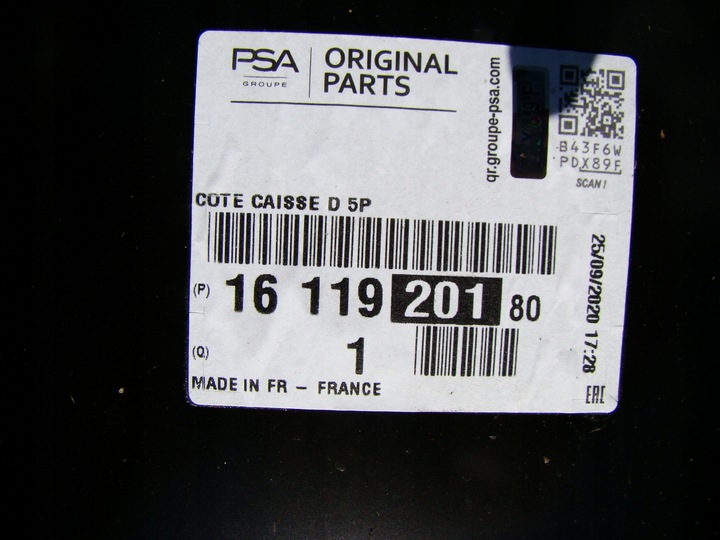 PSA
GROUPE
ORIGINAL
PARTS
qr.groupe-psa.com
B43F6W
PDX89F
SCAN!
COTE CAISSE D 5P
(P) 16 119 201 80
(Q) 1
MADE IN FR – FRANCE
25/09/2020 17:28
EAC